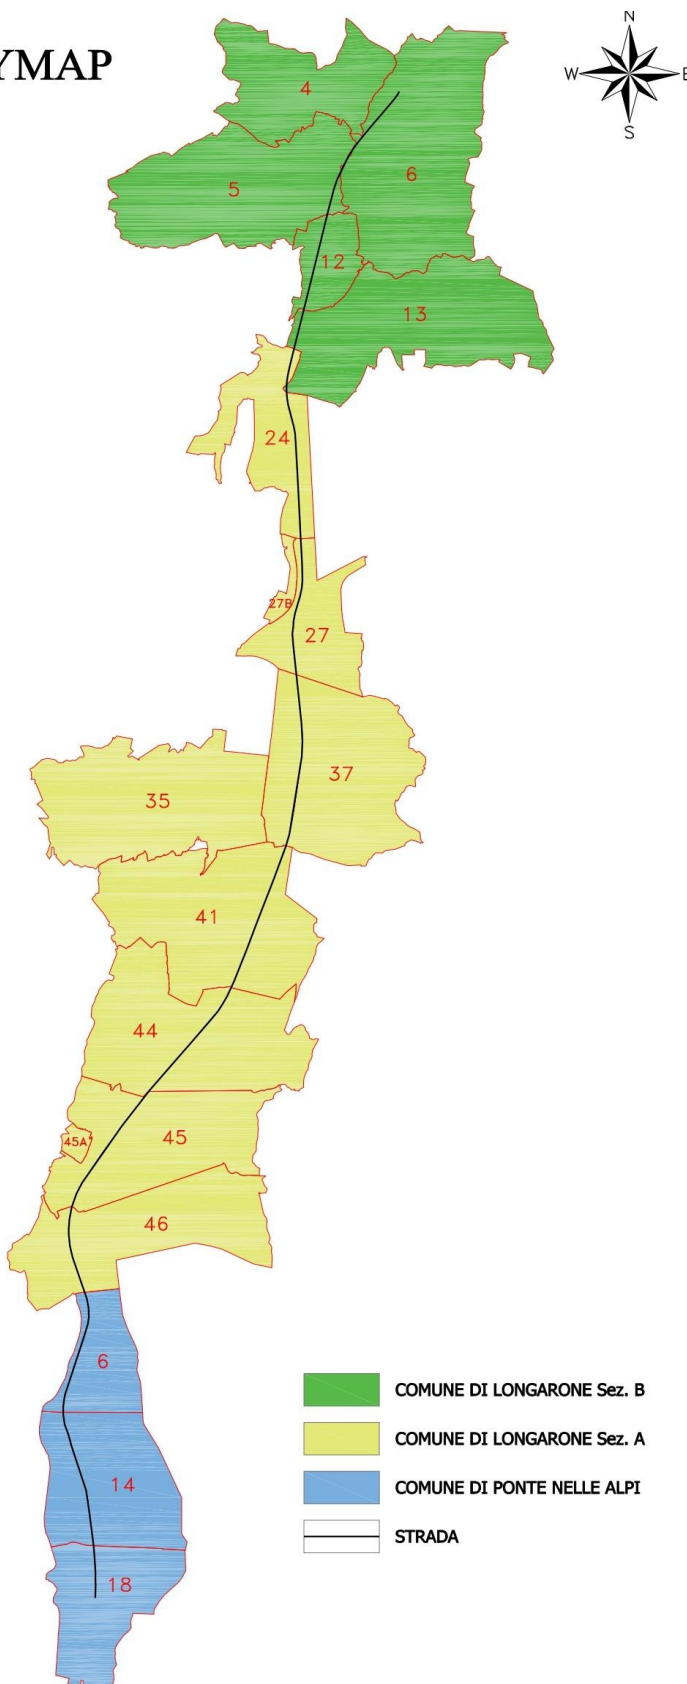 YMAP
N
W
E
S
4
5
6
12
13
24
27B
27
37
35
41
44
45A
45
46
6
14
18
COMUNE DI LONGARONE Sez. B
COMUNE DI LONGARONE Sez. A
COMUNE DI PONTE NELLE ALPI
STRADA